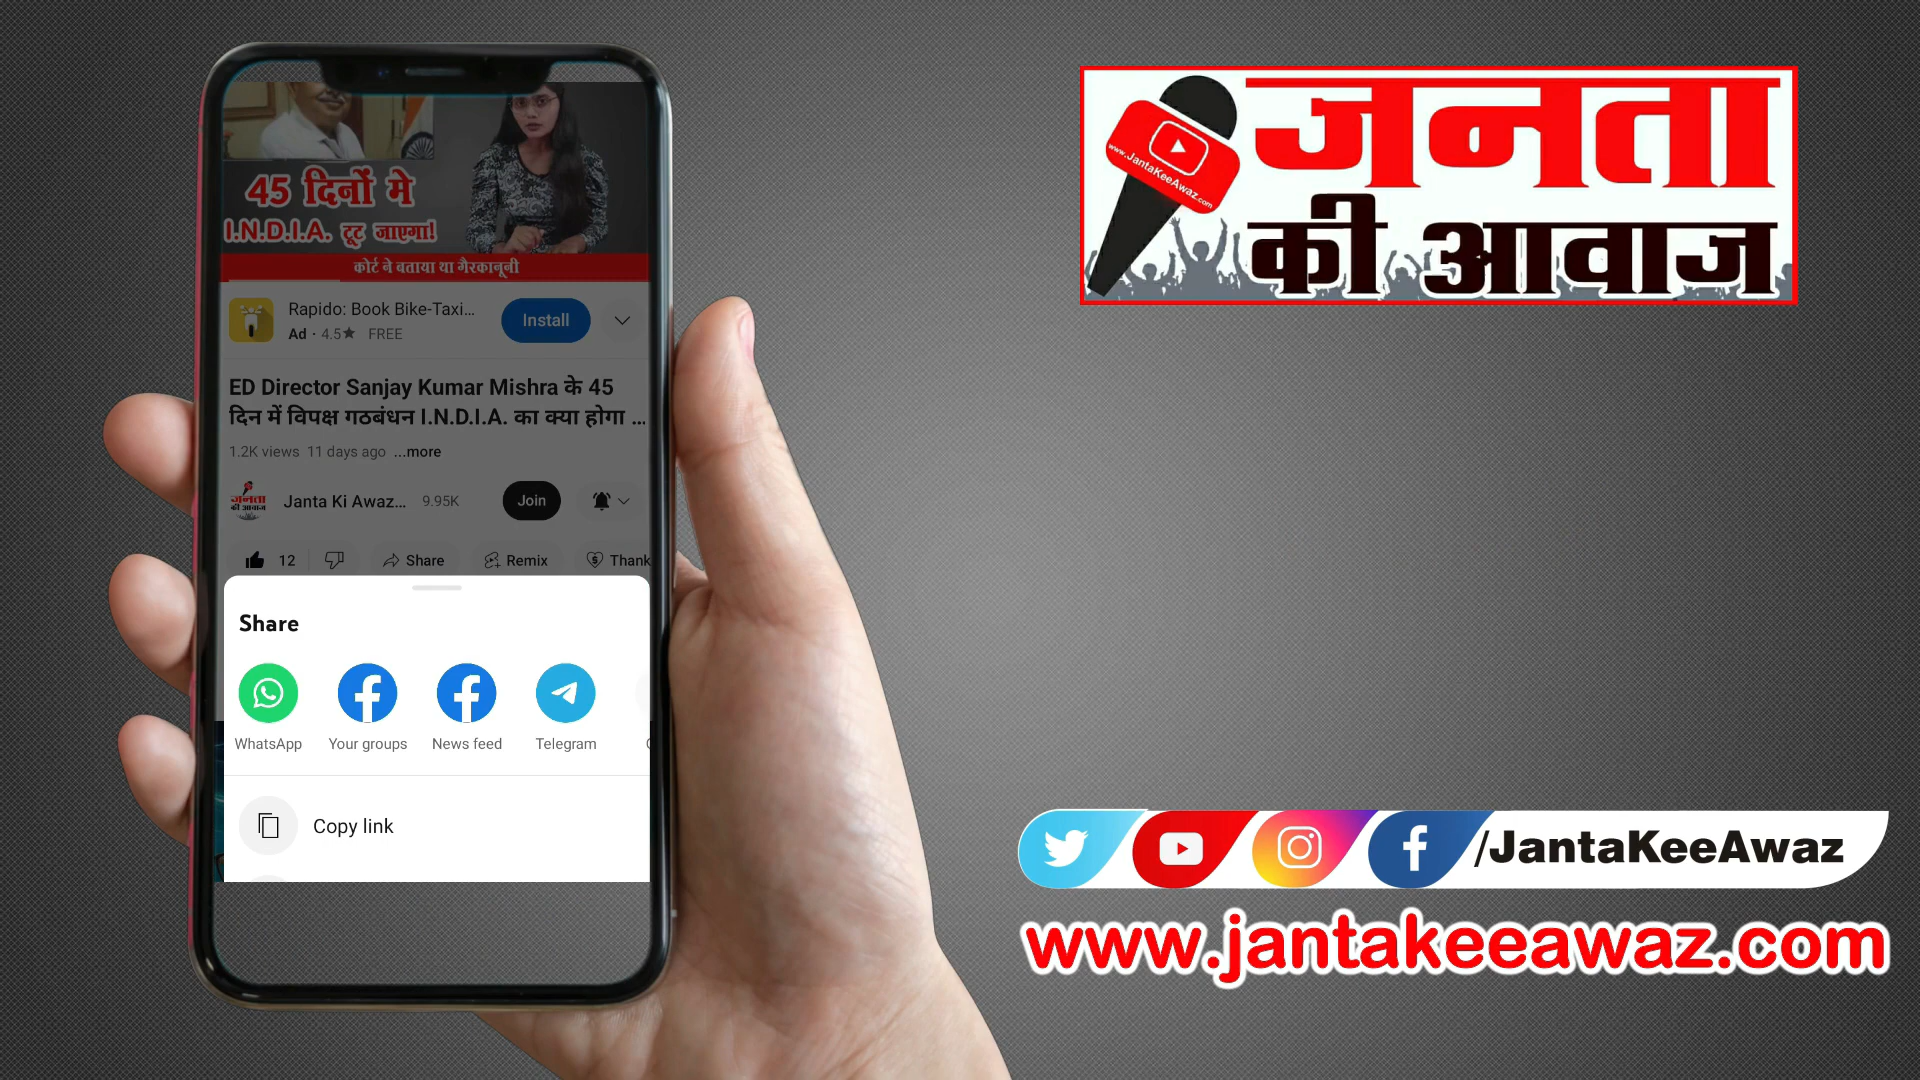 45 दिनों मे
I.N.D.I.A. टूट जाएगा!
कोर्ट ने बताया था गैरकानूनी
Rapido: Book Bike-Taxi...
Install
Ad · 4.5★ FREE
ED Director Sanjay Kumar Mishra के 45
दिन में विपक्ष गठबंधन I.N.D.I.A. का क्या होगा ...
1.2K views 11 days ago ...more
जनता
की आवाज
Janta Ki Awaz... 9.95K
Join
12
Share
Remix
Thank
Share
WhatsApp
Your groups
News feed
Telegram
Copy link
www.JantaKeeAwaz.com
जनता
की आवाज
/JantaKeeAwaz
www.jantakeeawaz.com